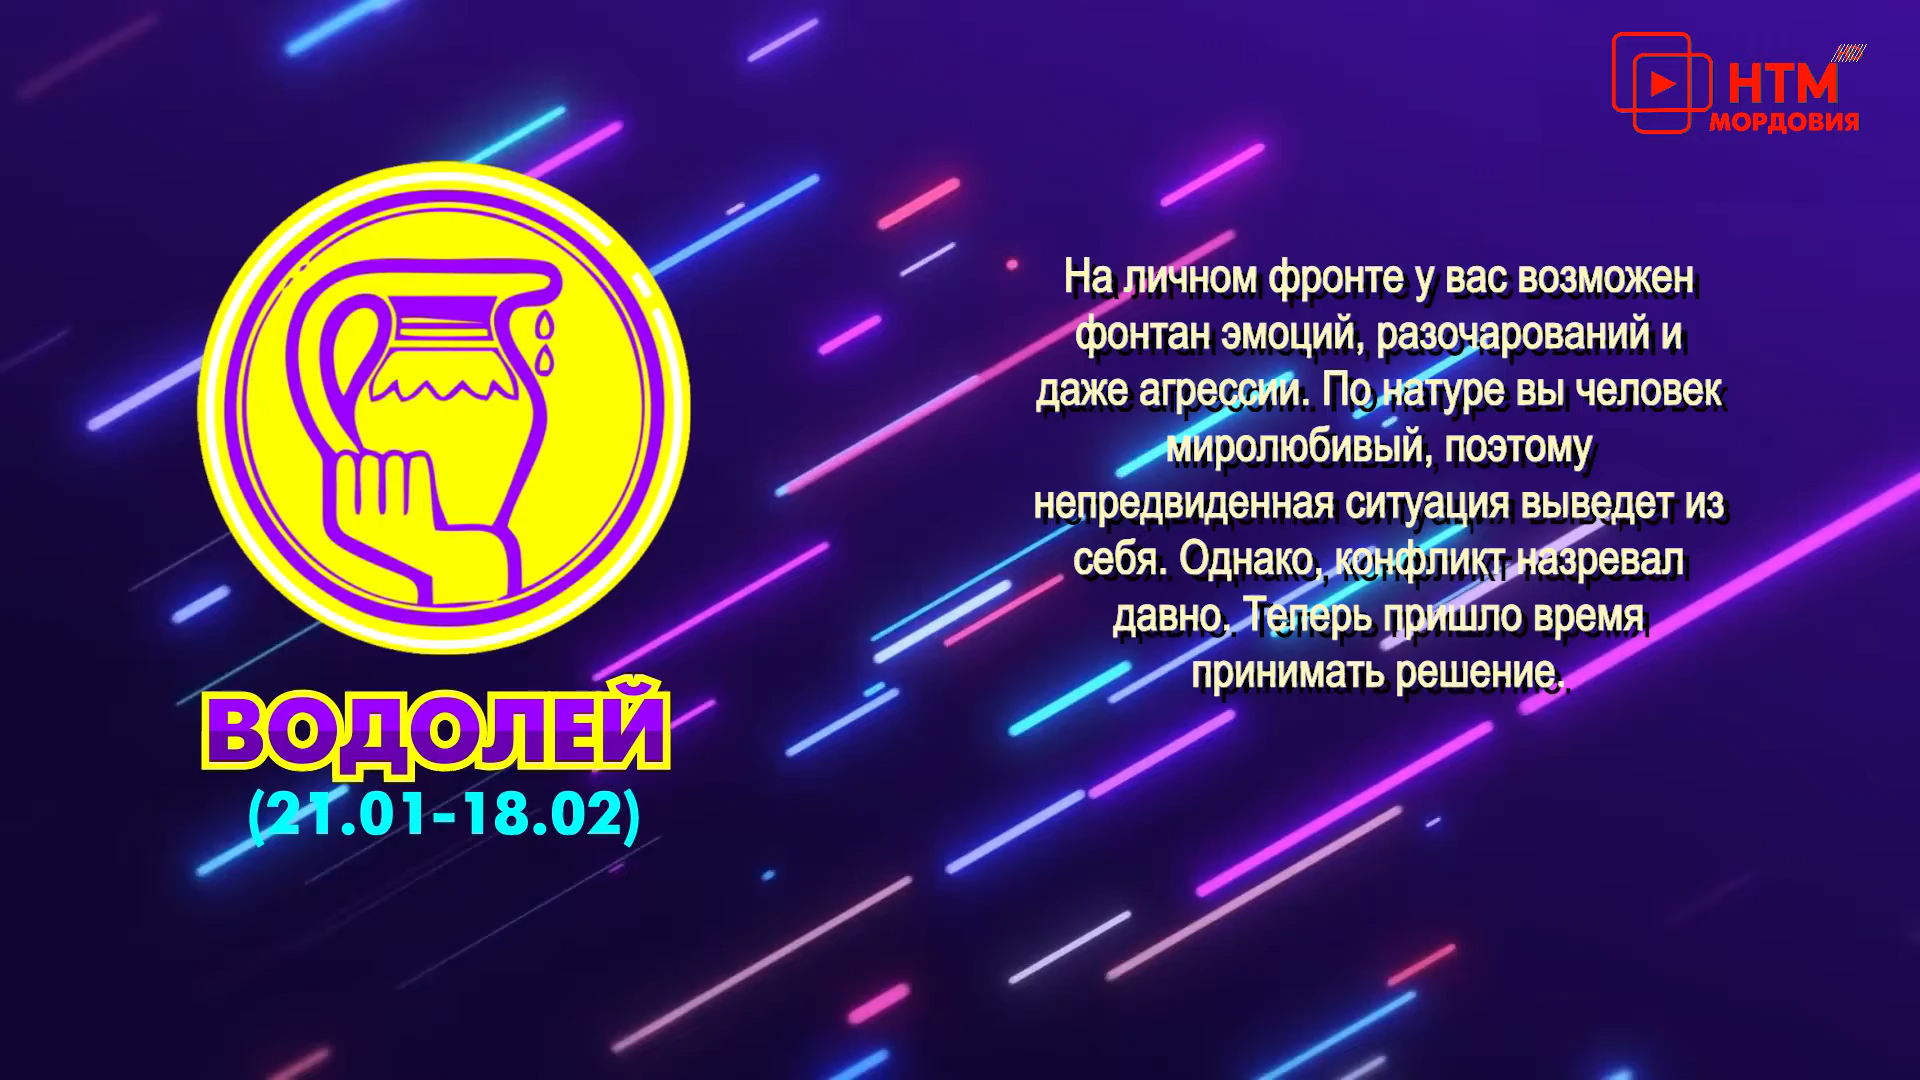 НТМ
МОРДОВИЯ
На личном фронте у вас возможен
фонтан эмоций, разочарований и
даже агрессии. По натуре вы человек
миролюбивый, поэтому
непредвиденная ситуация выведет из
себя. Однако, конфликт назревал
давно. Теперь пришло время
принимать решение.
ВОДОЛЕЙ
(21.01-18.02)